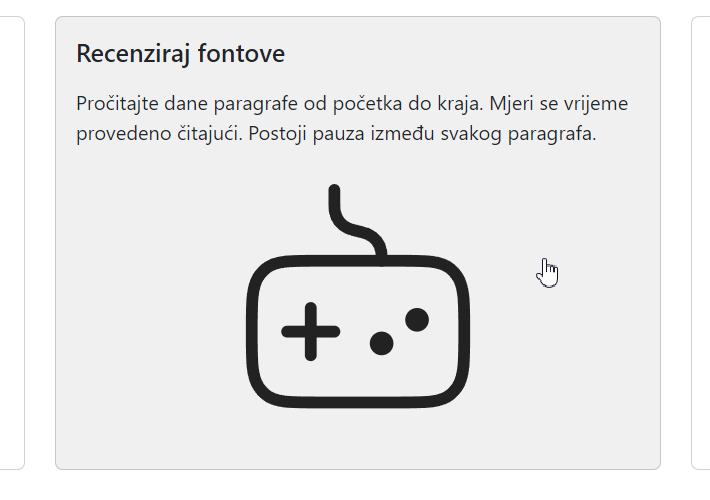 Recenziraj fontove
Pročitajte dane paragrafe od početka do kraja. Mjeri se vrijeme
provedeno čitajući. Postoji pauza između svakog paragrafa.